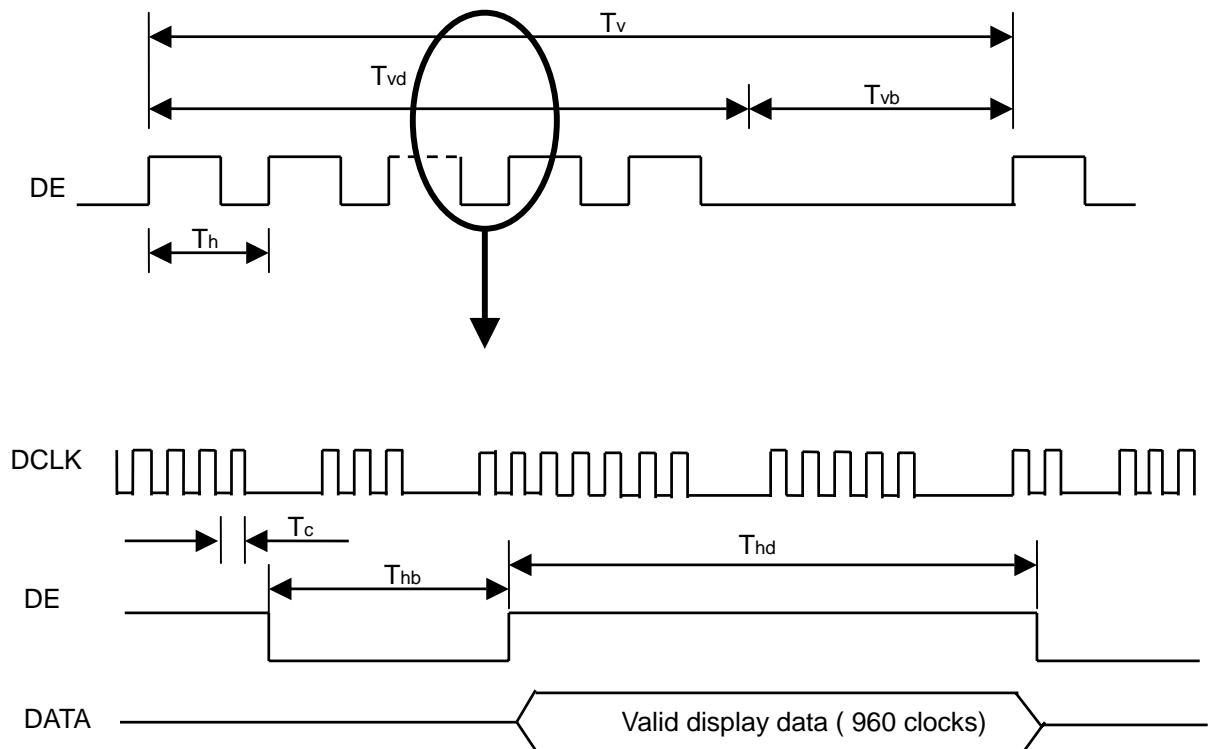 Tv
Tvd
Tvb
DE
Th
DCLK
Tc
Thd
Thb
DE
DATA
Valid display data ( 960 clocks)